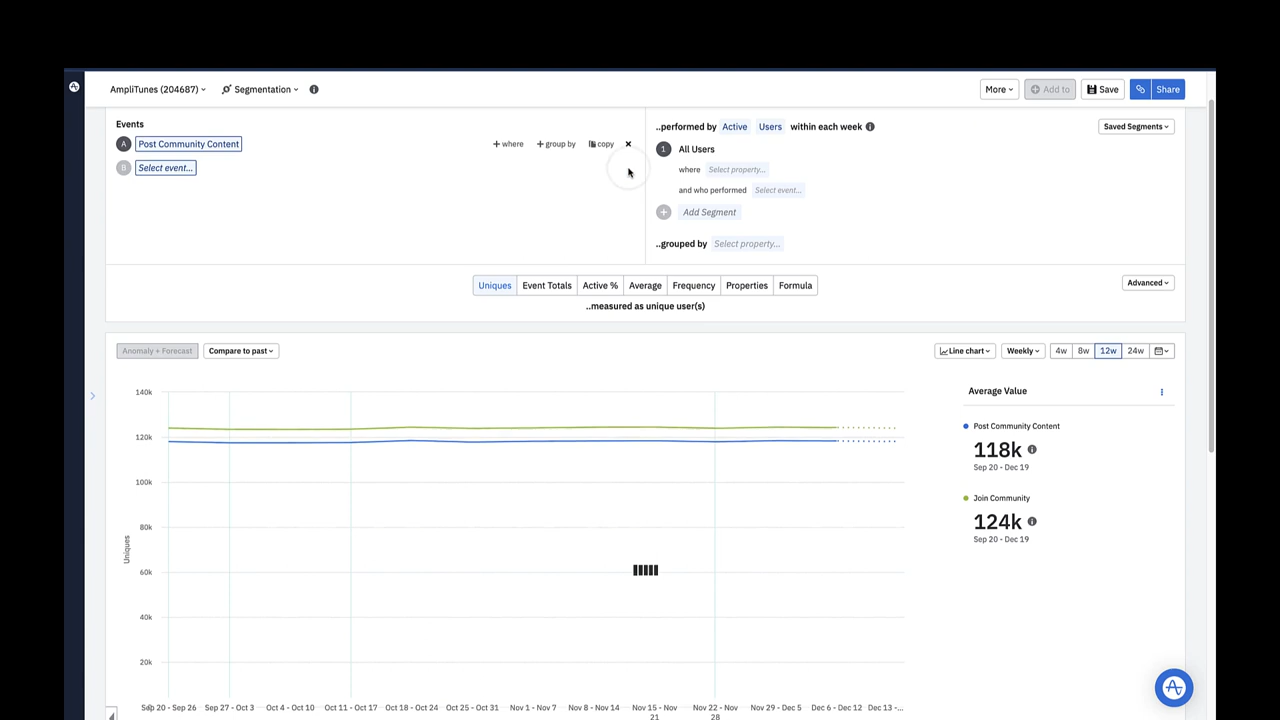 AmpliTunes (204687) Segmentation More Add to Save Share
Events
A Post Community Content + where + group by copy
B Select event...
..performed by Active Users within each week Saved Segments
1 All Users
where Select property...
and who performed Select event...
+ Add Segment
..grouped by Select property...
Uniques Event Totals Active % Average Frequency Properties Formula Advanced
..measured as unique user(s)
Anomaly + Forecast Compare to past Line chart Weekly 4w 8w 12w 24w
140k
120k
100k
80k
60k
40k
20k
Uniques
Sep 20 - Sep 26 Sep 27 - Oct 3 Oct 4 - Oct 10 Oct 11 - Oct 17 Oct 18 - Oct 24 Oct 25 - Oct 31 Nov 1 - Nov 7 Nov 8 - Nov 14 Nov 15 - Nov 21 Nov 22 - Nov 28 Nov 29 - Dec 5 Dec 6 - Dec 12 Dec 13 -...
Average Value
Post Community Content
118k
Sep 20 - Dec 19
Join Community
124k
Sep 20 - Dec 19